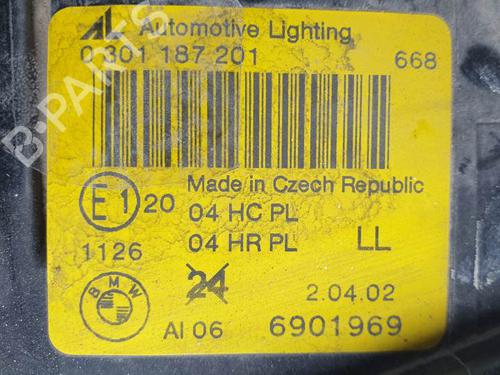 AL Automotive Lighting
0 301 187 201 668
B-PARTS
Made in Czech Republic
E1 20
04 HC PL
1126 04 HR PL LL
BMW
24 2.04.02
AI 06 6901969